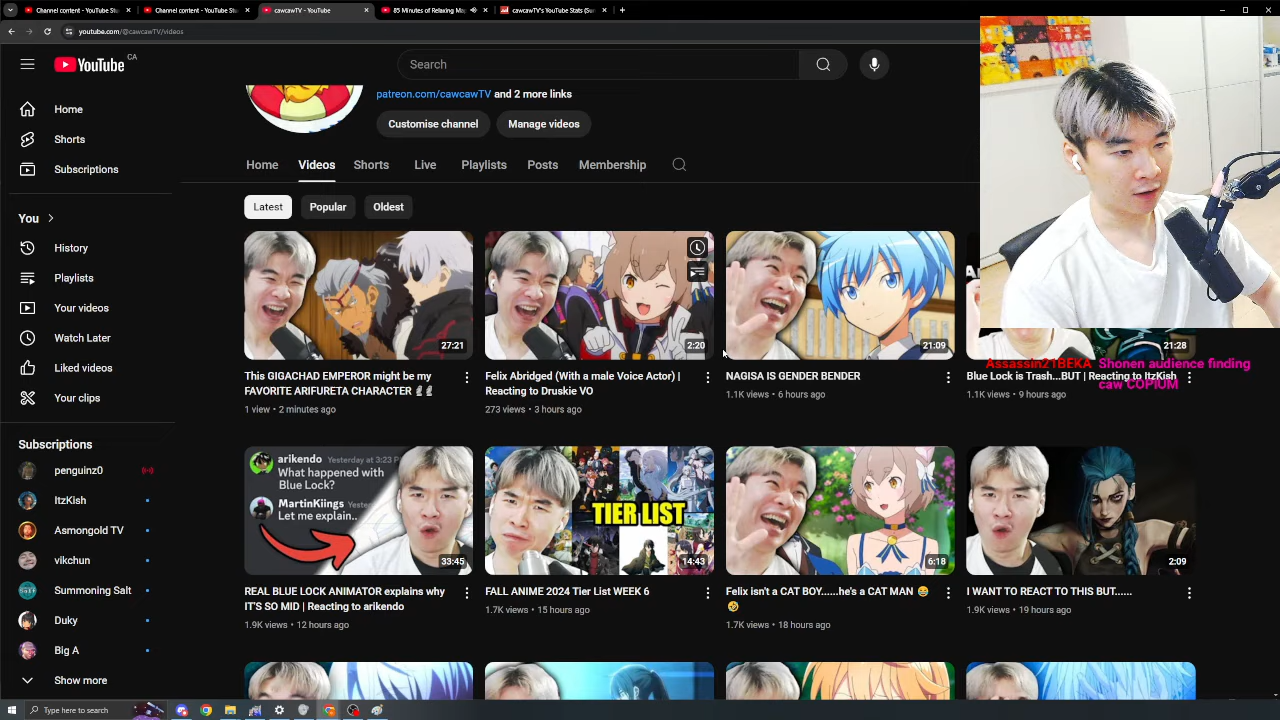 Channel content - YouTube Stu
Channel content - YouTube Stu
cawcawTV - YouTube
85 Minutes of Relaxing Ma
cawcawTV's YouTube Stats (Su
youtube.com/@cawcawTV/videos
YouTube CA
Search
patreon.com/cawcawTV and 2 more links
Customise channel
Manage videos
Home
Shorts
Subscriptions
You
History
Playlists
Your videos
Watch Later
Liked videos
Your clips
Subscriptions
penguinz0
ItzKish
Asmongold TV
vikchun
Summoning Salt
Duky
Big A
Show more
Home Videos Shorts Live Playlists Posts Membership
Latest Popular Oldest
27:21
2:20
21:09
21:28
This GIGACHAD EMPEROR might be my
FAVORITE ARIFURETA CHARACTER
1 view • 2 minutes ago
Reax Abridged (With a male Voice Actor) |
Reacting to Druskie VO
273 views • 3 hours ago
NAGISA IS GENDER BENDER
1.1K views • 6 hours ago
Blue Lock is Trash...BUT | Reacting to ItzKish
1.1K views • 9 hours ago
Assassin21BEKA Shonen audience finding
caw COPIUM
arikendo Yesterday at 3:23 P
What happened with
Blue Lock?
MartinKiings Yeste
Let me explain..
33:45
TIER LIST
14:43
6:18
2:09
REAL BLUE LOCK ANIMATOR explains why
IT'S SO MID | Reacting to arikendo
1.9K views • 12 hours ago
FALL ANIME 2024 Tier List WEEK 6
1.7K views • 15 hours ago
Felix isn't a CAT BOY......he's a CAT MAN 😂
🤣
1.7K views • 18 hours ago
I WANT TO REACT TO THIS BUT......
1.9K views • 19 hours ago
Type here to search